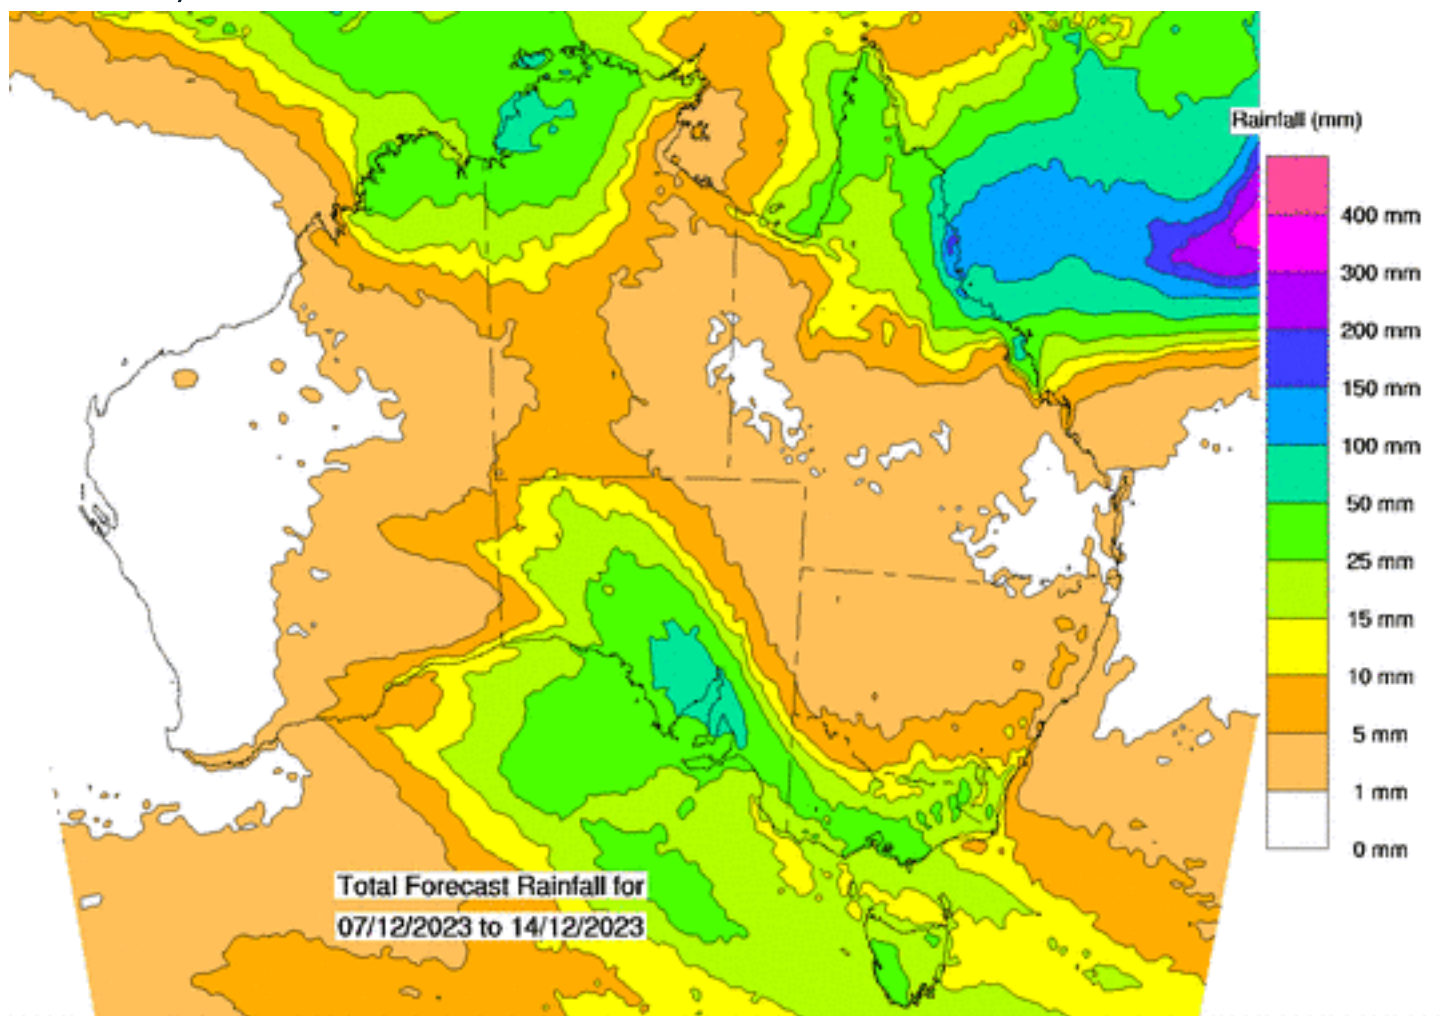 Rainfall (mm)
400 mm
300 mm
200 mm
150 mm
100 mm
50 mm
25 mm
15 mm
10 mm
5 mm
1 mm
0 mm
Total Forecast Rainfall for
07/12/2023 to 14/12/2023